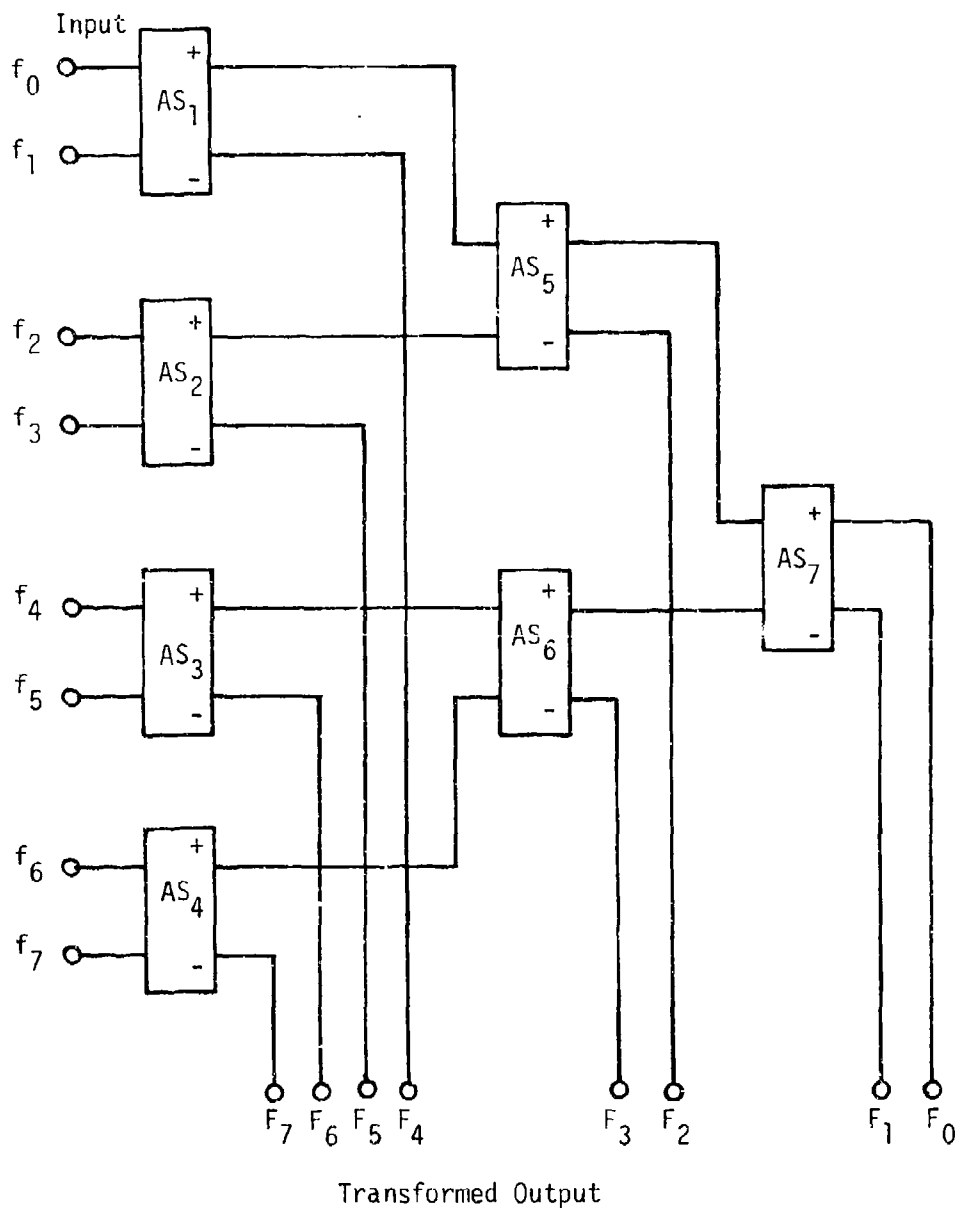 Input
f0
+
AS1
f1
-
+
AS5
-
f2
+
AS2
f3
-
+
AS7
-
f4
+
AS3
f5
-
+
AS6
-
f6
+
AS4
f7
-
F7 F6 F5 F4 F3 F2 F1 F0
Transformed Output